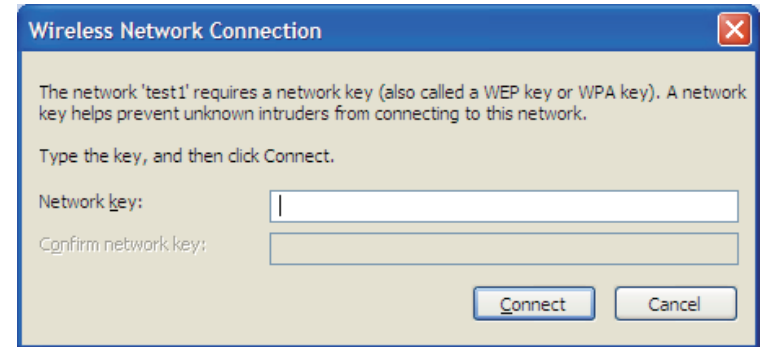 Wireless Network Connection
The network 'test1' requires a network key (also called a WEP key or WPA key). A network
key helps prevent unknown intruders from connecting to this network.
Type the key, and then click Connect.
Network key:
Confirm network key:
Connect Cancel